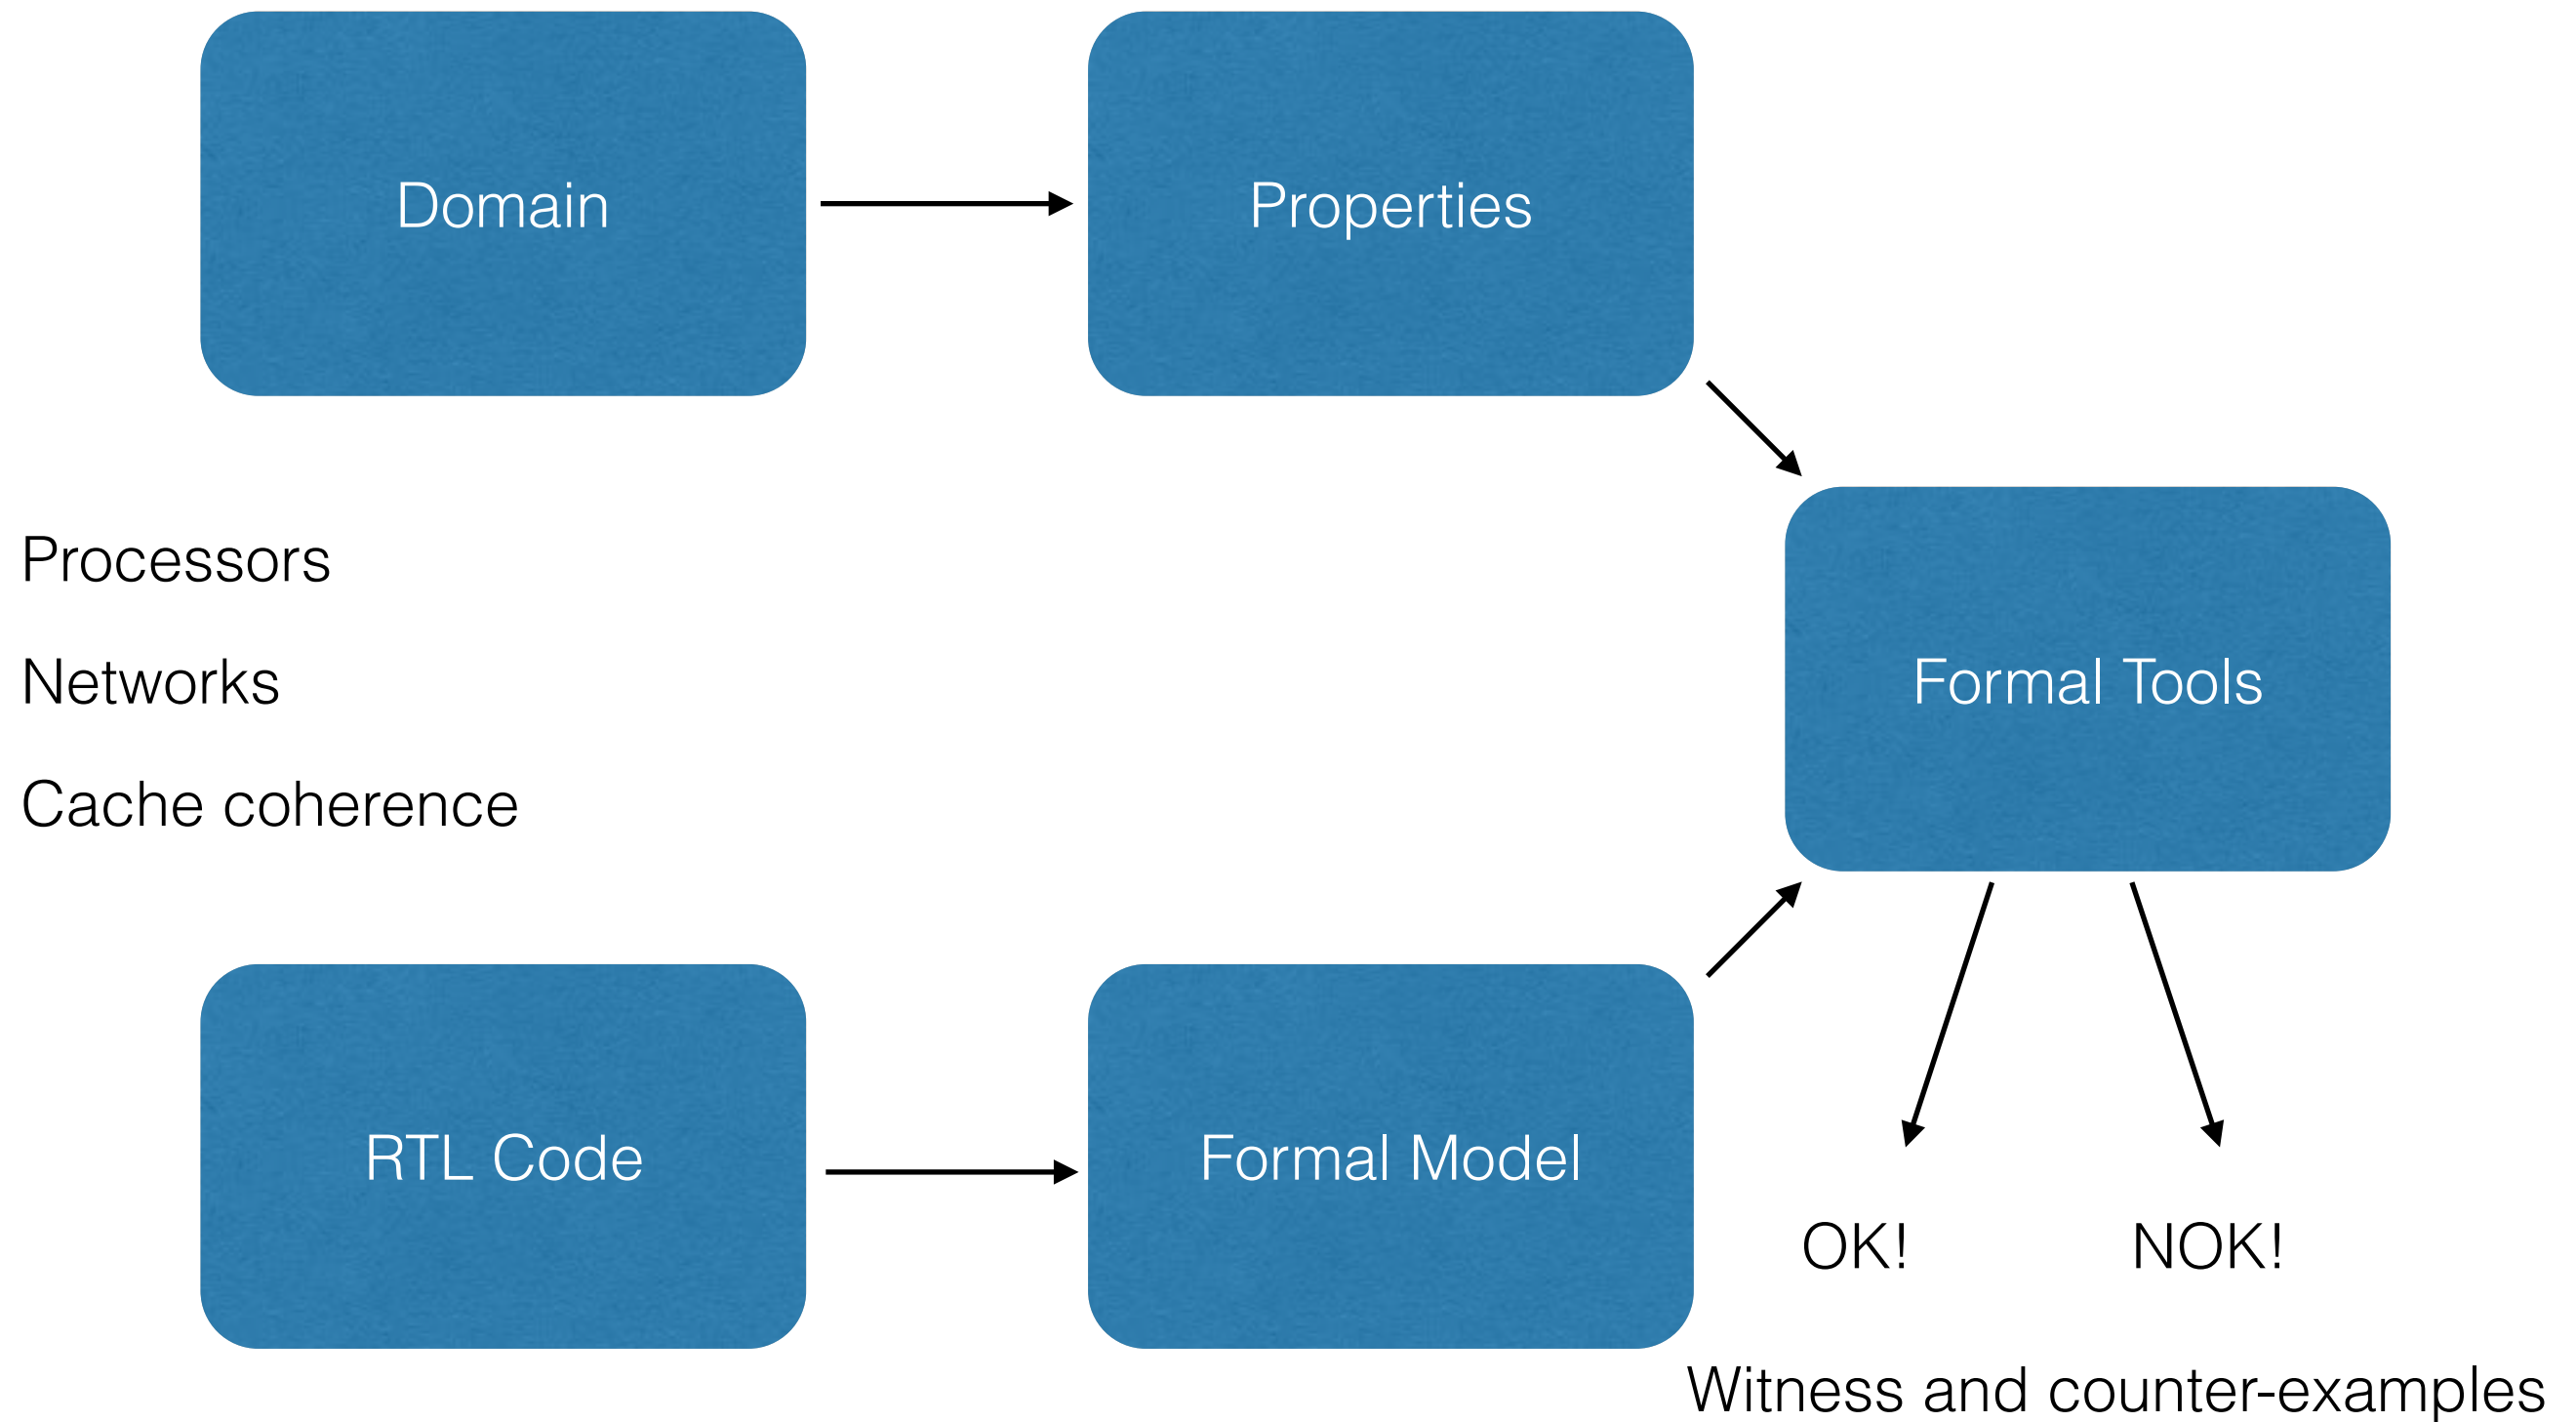 Domain
Properties
Processors
Networks
Cache coherence
Formal Tools
RTL Code
Formal Model
OK!
NOK!
Witness and counter-examples